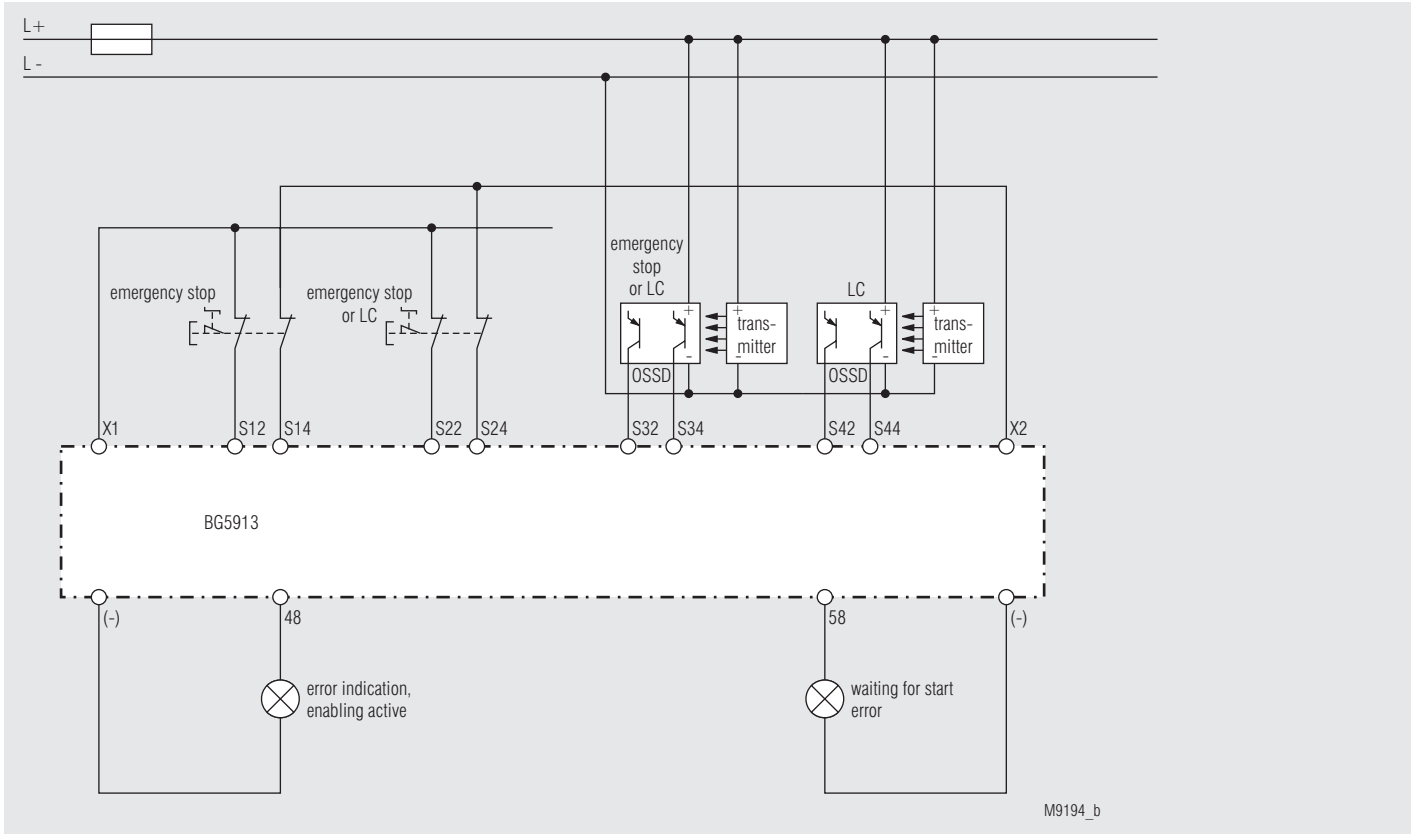 L+
L -
emergency
stop
or LC
LC
emergency stop
emergency stop
or LC
+
+
trans-
mitter
-
-
+
+
trans-
mitter
-
-
OSSD
OSSD
X1
S12
S14
S22
S24
S32
S34
S42
S44
X2
BG5913
(-)
48
58
(-)
error indication,
enabling active
waiting for start
error
M9194_b